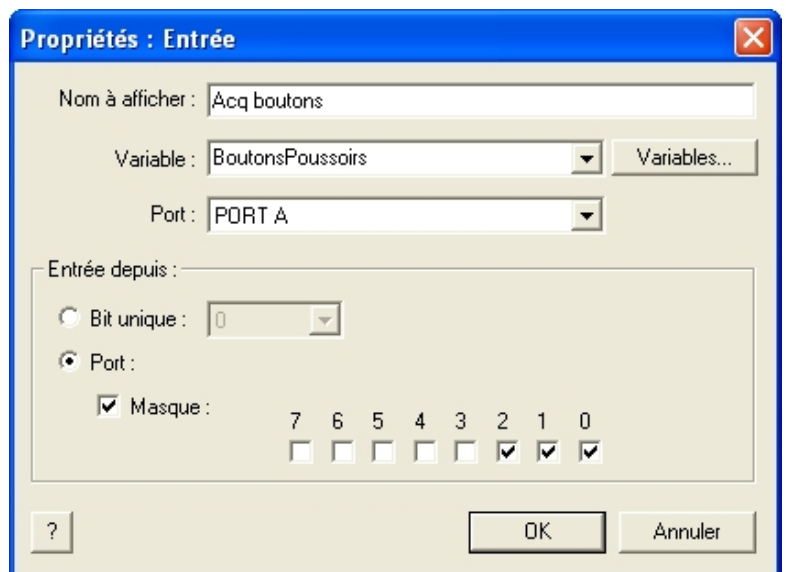 Propriétés : Entrée
Nom à afficher : Acq boutons
Variable : BoutonsPoussoirs Variables...
Port : PORT A
Entrée depuis :
Bit unique : 0
Port :
Masque : 7 6 5 4 3 2 1 0
? OK Annuler